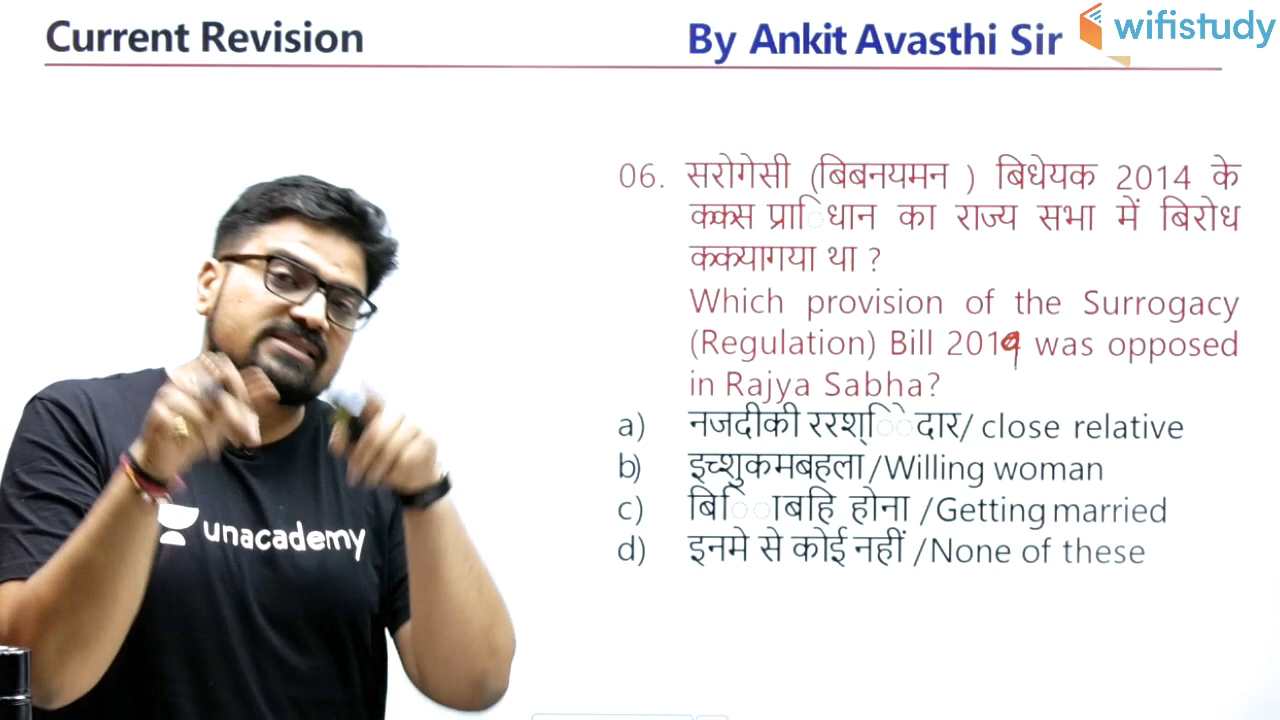 Current Revision
By Ankit Avasthi Sir
wifistudy
06. सरोगेसी (बिबनयमन ) बिधेयक 2014 के
कक्स प्रािधान का राज्य सभा में बिरोध
कक्यागया था ?
Which provision of the Surrogacy
(Regulation) Bill 2019 was opposed
in Rajya Sabha?
a) नजदीकी ररश्िेदार/ close relative
b) इच्शुकमबहला/Willing woman
c) बििाबहि होना /Getting married
d) इनमे से कोई नहीं /None of these
unacademy